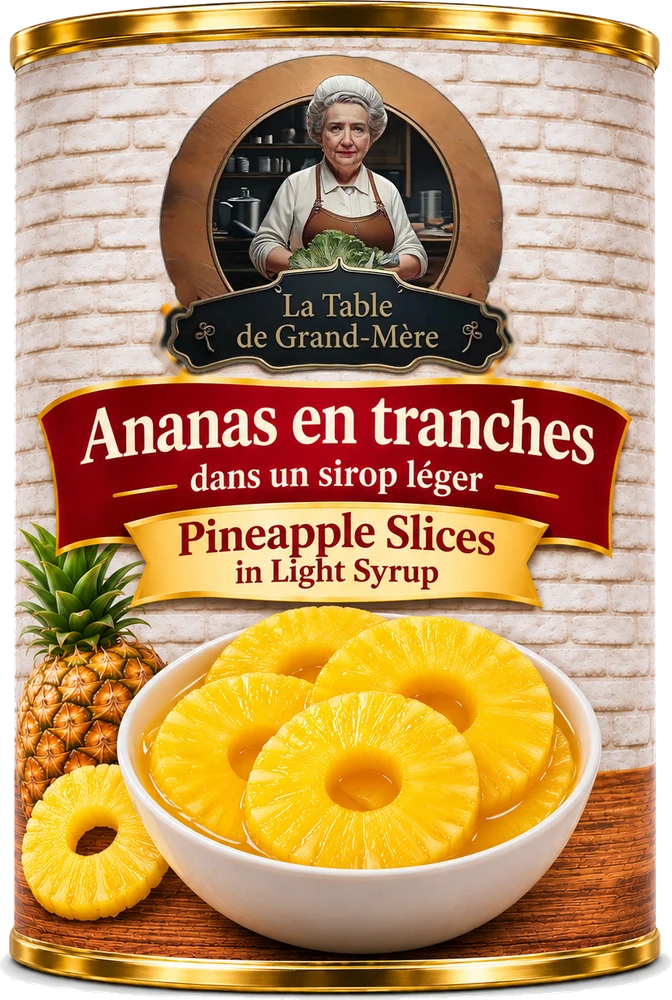 La Table
de Grand-Mère
Ananas en tranches
dans un sirop léger
Pineapple Slices
in Light Syrup